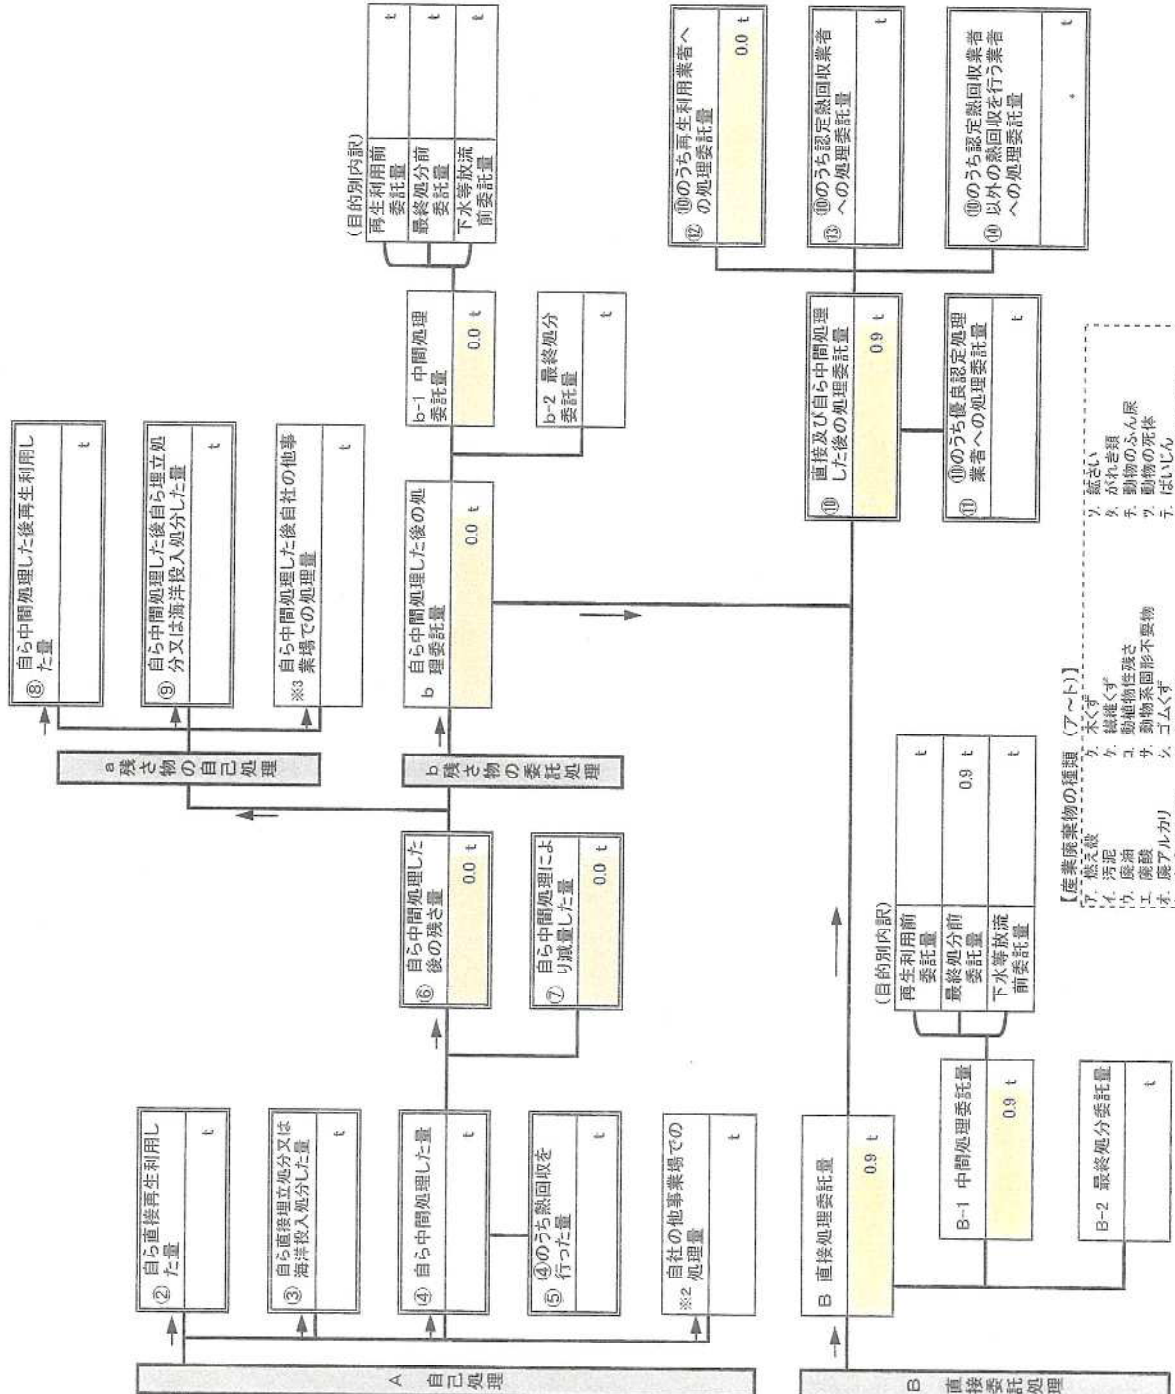 A 自己処理
② 自ら直接再生利用し
た量
t
③ 自ら直接埋立処分又は
海洋投入処分した量
t
④ 自ら中間処理した量
t
⑤ ④のうち熱回収を
行った量
t
※2 自社の他事業場での
処理量
t
⑥ 自ら中間処理した
後の残さ量
0.0 t
⑦ 自ら中間処理によ
り減量した量
0.0 t
a 残さ物の自己処理
⑧ 自ら中間処理した後再生利用し
た量
t
⑨ 自ら中間処理した後自ら埋立処
分又は海洋投入処分した量
t
※3 自ら中間処理した後自社の他事
業場での処理量
t
b 残さ物の委託処理
b 自ら中間処理した後の処
理委託量
0.0 t
b-1 中間処理
委託量
0.0 t
b-2 最終処分
委託量
t
(目的別内訳)
再生利用前
委託量
t
最終処分前
委託量
t
下水等放流
前委託量
t
B 直接委託処理
B 直接処理委託量
0.9 t
B-1 中間処理委託量
0.9 t
B-2 最終処分委託量
t
(目的別内訳)
再生利用前
委託量
t
最終処分前
委託量
0.9 t
下水等放流
前委託量
t
⑩ 直接及び自ら中間処理
した後の処理委託量
0.9 t
⑪ ⑩のうち優良認定処理
業者への処理委託量
t
⑫ ⑩のうち再生利用業者へ
の処理委託量
0.0 t
⑬ ⑩のうち認定熱回収業者
への処理委託量
t
⑭ ⑩のうち認定熱回収業者
以外の熱回収を行う業者
への処理委託量
t
【産業廃棄物の種類 (ア～ト)】
ア. 燃え殻
イ. 汚泥
ウ. 廃油
エ. 廃酸
オ. 廃アルカリ
ク. 木くず
ケ. 繊維くず
コ. 動植物性残さ
サ. 動物系固形不要物
シ. ゴムくず
ソ. 鉱さい
タ. がれき類
チ. 動物のふん尿
ツ. 動物の死体
テ. ばいじん